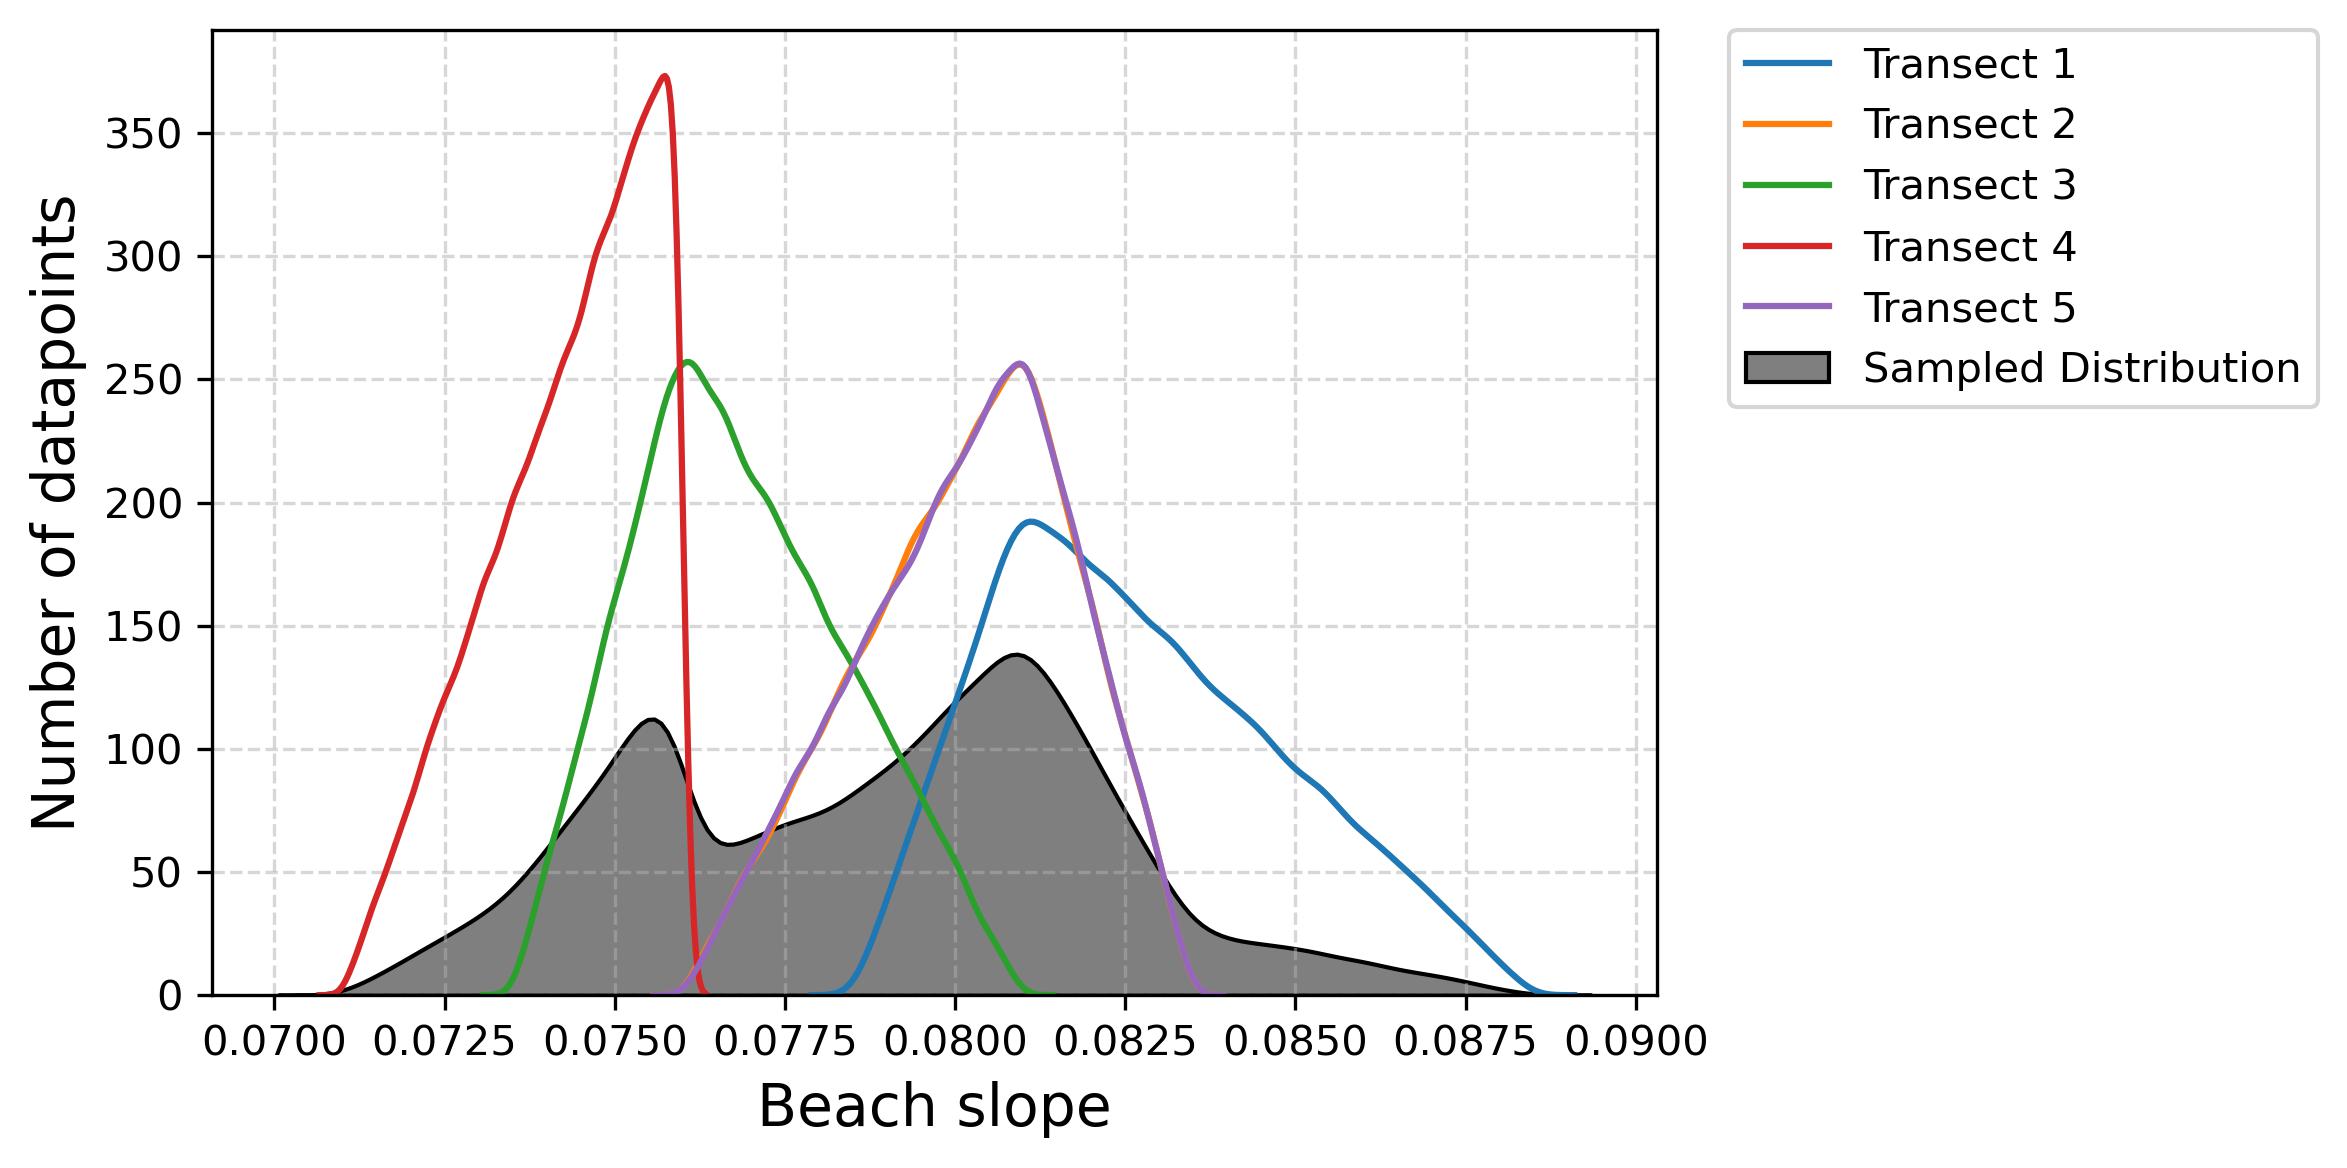 Number of datapoints
350
300
250
200
150
100
50
0
0.0700 0.0725 0.0750 0.0775 0.0800 0.0825 0.0850 0.0875 0.0900
Beach slope
Transect 1
Transect 2
Transect 3
Transect 4
Transect 5
Sampled Distribution